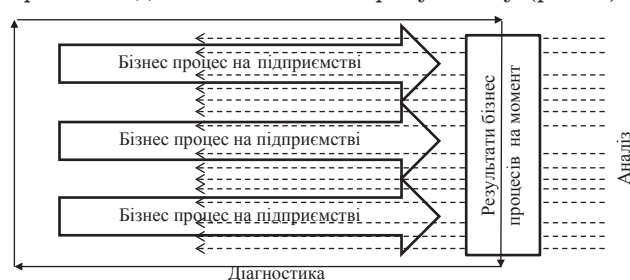 Бізнес процес на підприємстві
Бізнес процес на підприємстві
Бізнес процес на підприємстві
Результати бізнес
процесів на момент
Аналіз
Діагностика